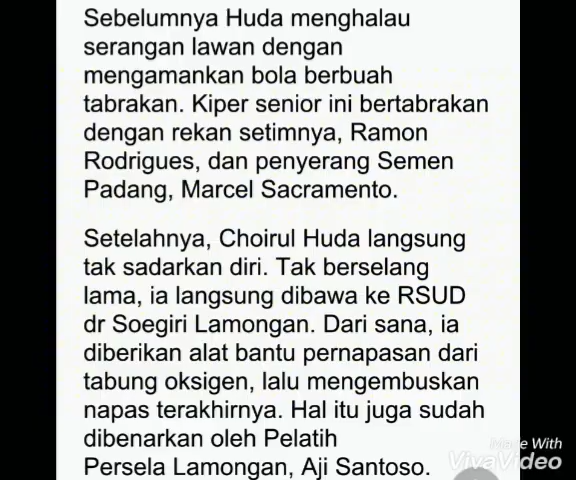 Sebelumnya Huda menghalau
serangan lawan dengan
mengamankan bola berbuah
tabrakan. Kiper senior ini bertabrakan
dengan rekan setimnya, Ramon
Rodrigues, dan penyerang Semen
Padang, Marcel Sacramento.
Setelahnya, Choirul Huda langsung
tak sadarkan diri. Tak berselang
lama, ia langsung dibawa ke RSUD
dr Soegiri Lamongan. Dari sana, ia
diberikan alat bantu pernapasan dari
tabung oksigen, lalu mengembuskan
napas terakhirnya. Hal itu juga sudah
dibenarkan oleh Pelatih
Persela Lamongan, Aji Santoso.
Made With
VivaVideo